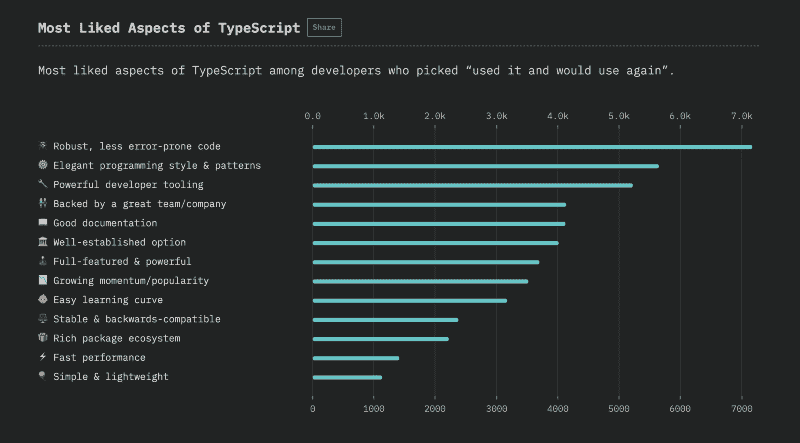 Most Liked Aspects of TypeScript Share
Most liked aspects of TypeScript among developers who picked “used it and would use again”.
0.0 1.0k 2.0k 3.0k 4.0k 5.0k 6.0k 7.0k
Robust, less error-prone code
Elegant programming style & patterns
Powerful developer tooling
Backed by a great team/company
Good documentation
Well-established option
Full-featured & powerful
Growing momentum/popularity
Easy learning curve
Stable & backwards-compatible
Rich package ecosystem
Fast performance
Simple & lightweight
0 1000 2000 3000 4000 5000 6000 7000